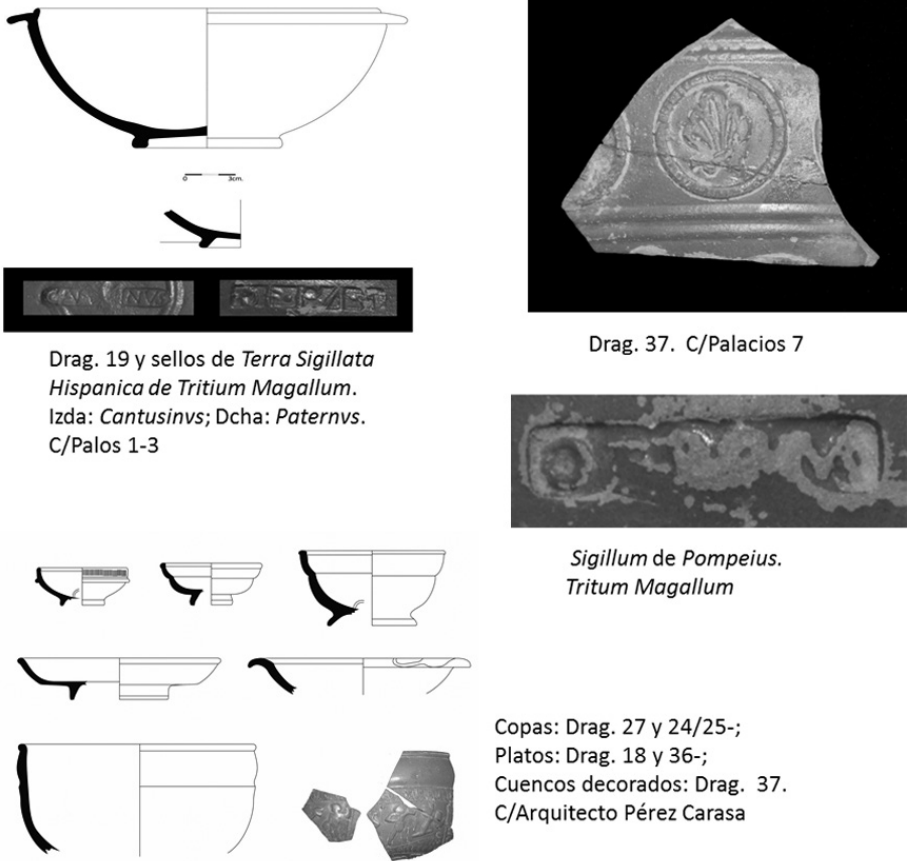 0 3cm.
Drag. 19 y sellos de Terra Sigillata
Hispanica de Tritium Magallum.
Izda: Cantusinvs; Dcha: Paternvs.
C/Palos 1-3
Drag. 37. C/Palacios 7
Sigillum de Pompeius.
Tritum Magallum
Copas: Drag. 27 y 24/25-;
Platos: Drag. 18 y 36-;
Cuencos decorados: Drag. 37.
C/Arquitecto Pérez Carasa